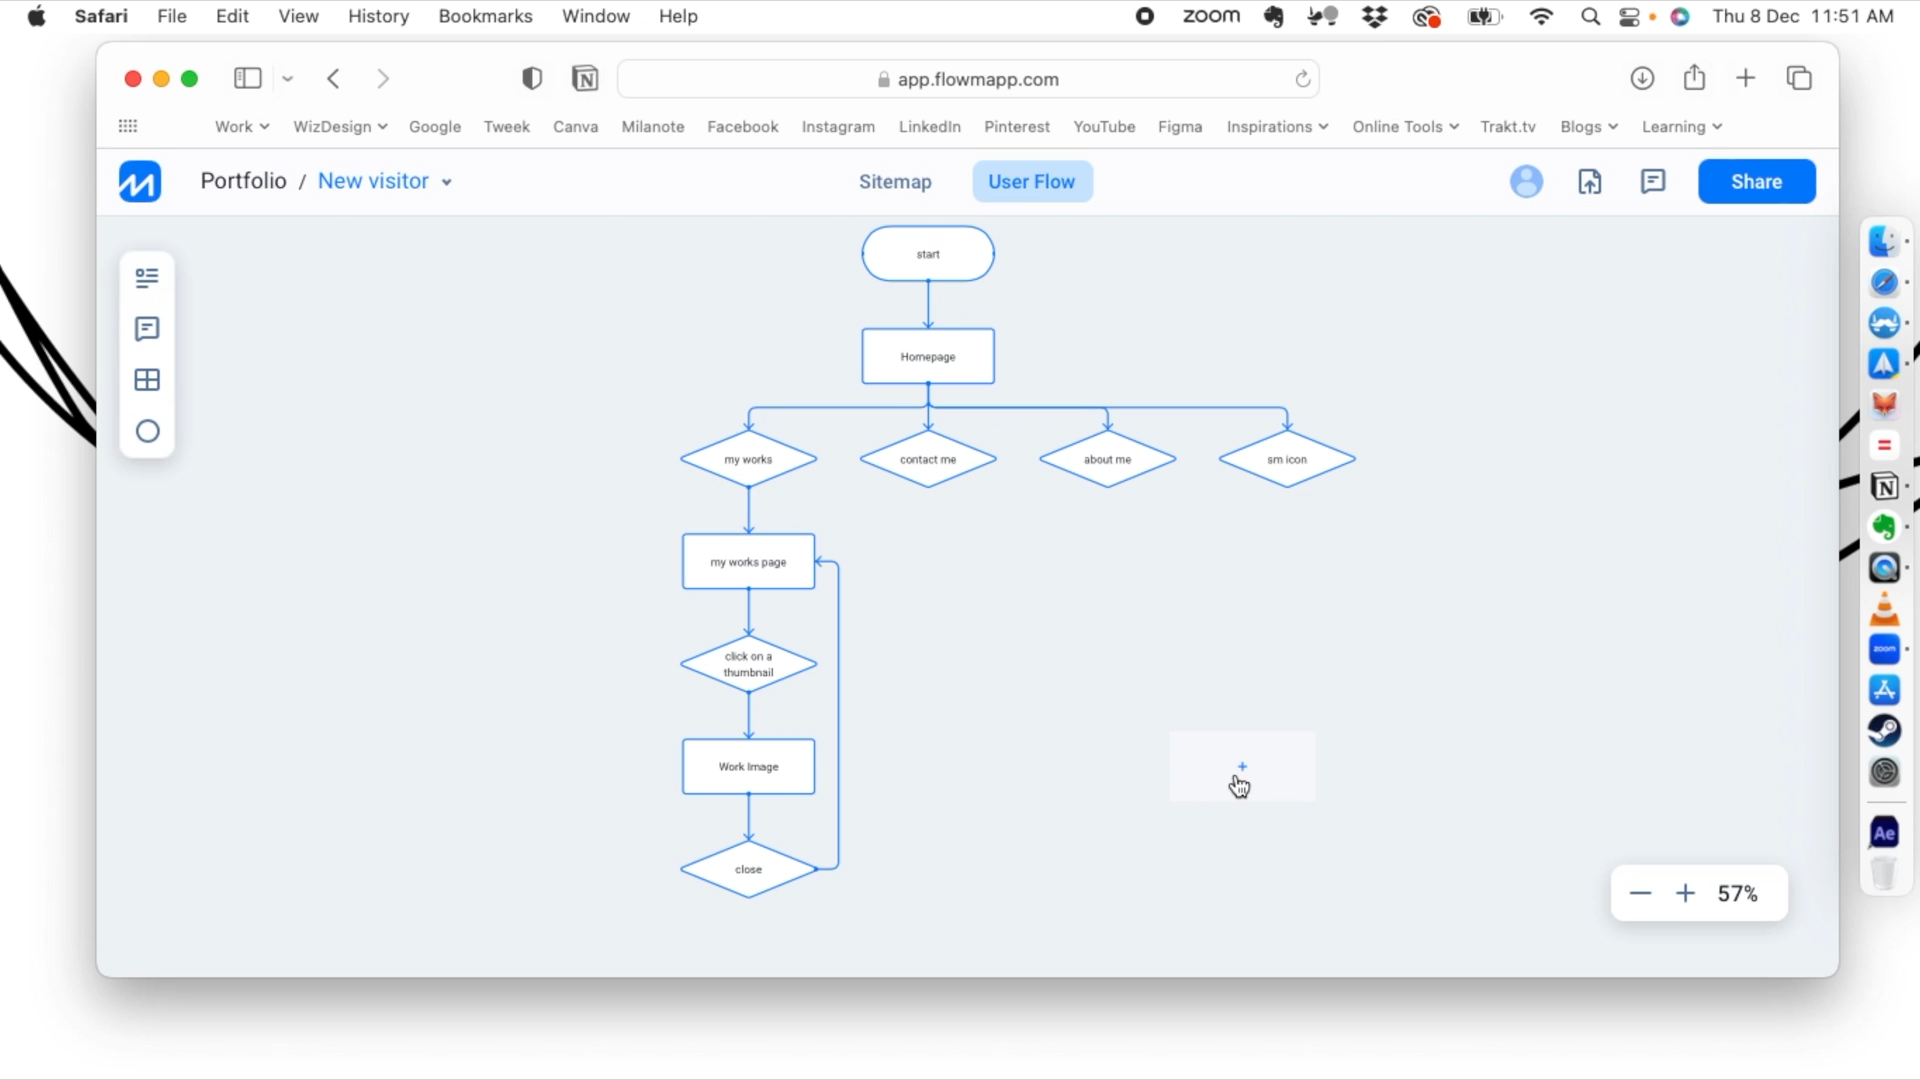 Safari File Edit View History Bookmarks Window Help zoom Thu 8 Dec 11:51 AM
app.flowmapp.com
Work WizDesign Google Tweek Canva Milanote Facebook Instagram LinkedIn Pinterest YouTube Figma Inspirations Online Tools Trakt.tv Blogs Learning
Portfolio / New visitor Sitemap User Flow Share
start
Homepage
my works contact me about me sm icon
my works page
click on a
thumbnail
Work Image
close
57%
zoom
Ae